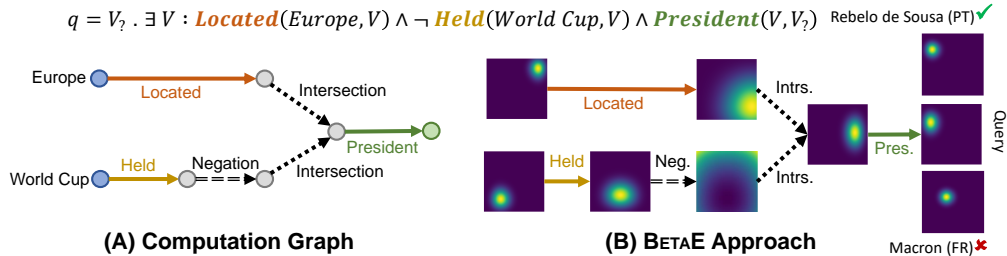 q = V? . ∃ V : Located(Europe, V) ∧ ¬ Held(World Cup, V) ∧ President(V, V?)
Rebelo de Sousa (PT) ✓
Europe
Located
Intersection
President
World Cup
Held
Negation
Intersection
(A) Computation Graph
Located
Intrs.
Held
Neg.
Intrs.
Pres.
Query
Macron (FR) ✘
(B) BETAE Approach